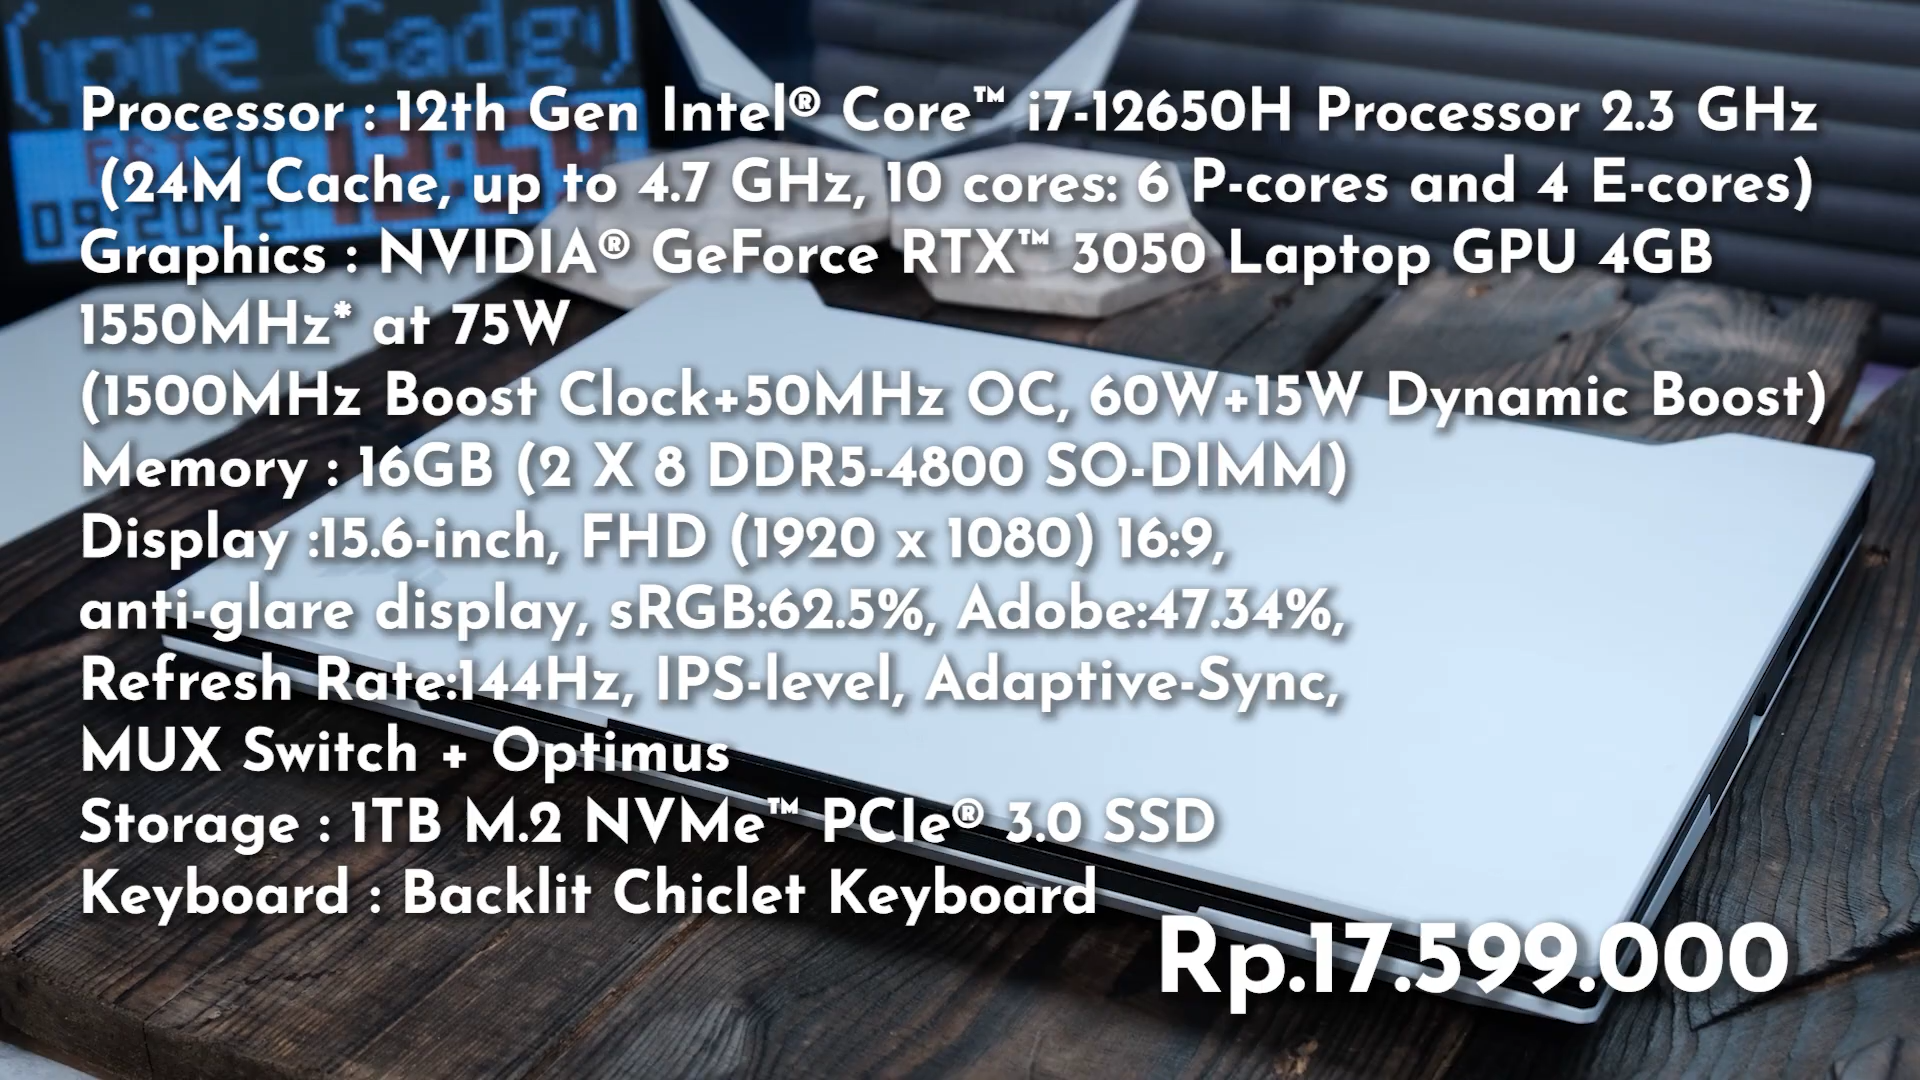 Processor : 12th Gen Intel® Core™ i7-12650H Processor 2.3 GHz
(24M Cache, up to 4.7 GHz, 10 cores: 6 P-cores and 4 E-cores)
Graphics : NVIDIA® GeForce RTX™ 3050 Laptop GPU 4GB
1550MHz* at 75W
(1500MHz Boost Clock+50MHz OC, 60W+15W Dynamic Boost)
Memory : 16GB (2 X 8 DDR5-4800 SO-DIMM)
Display :15.6-inch, FHD (1920 x 1080) 16:9,
anti-glare display, sRGB:62.5%, Adobe:47.34%,
Refresh Rate:144Hz, IPS-level, Adaptive-Sync,
MUX Switch + Optimus
Storage : 1TB M.2 NVMe™ PCIe® 3.0 SSD
Keyboard : Backlit Chiclet Keyboard
Rp.17.599.000